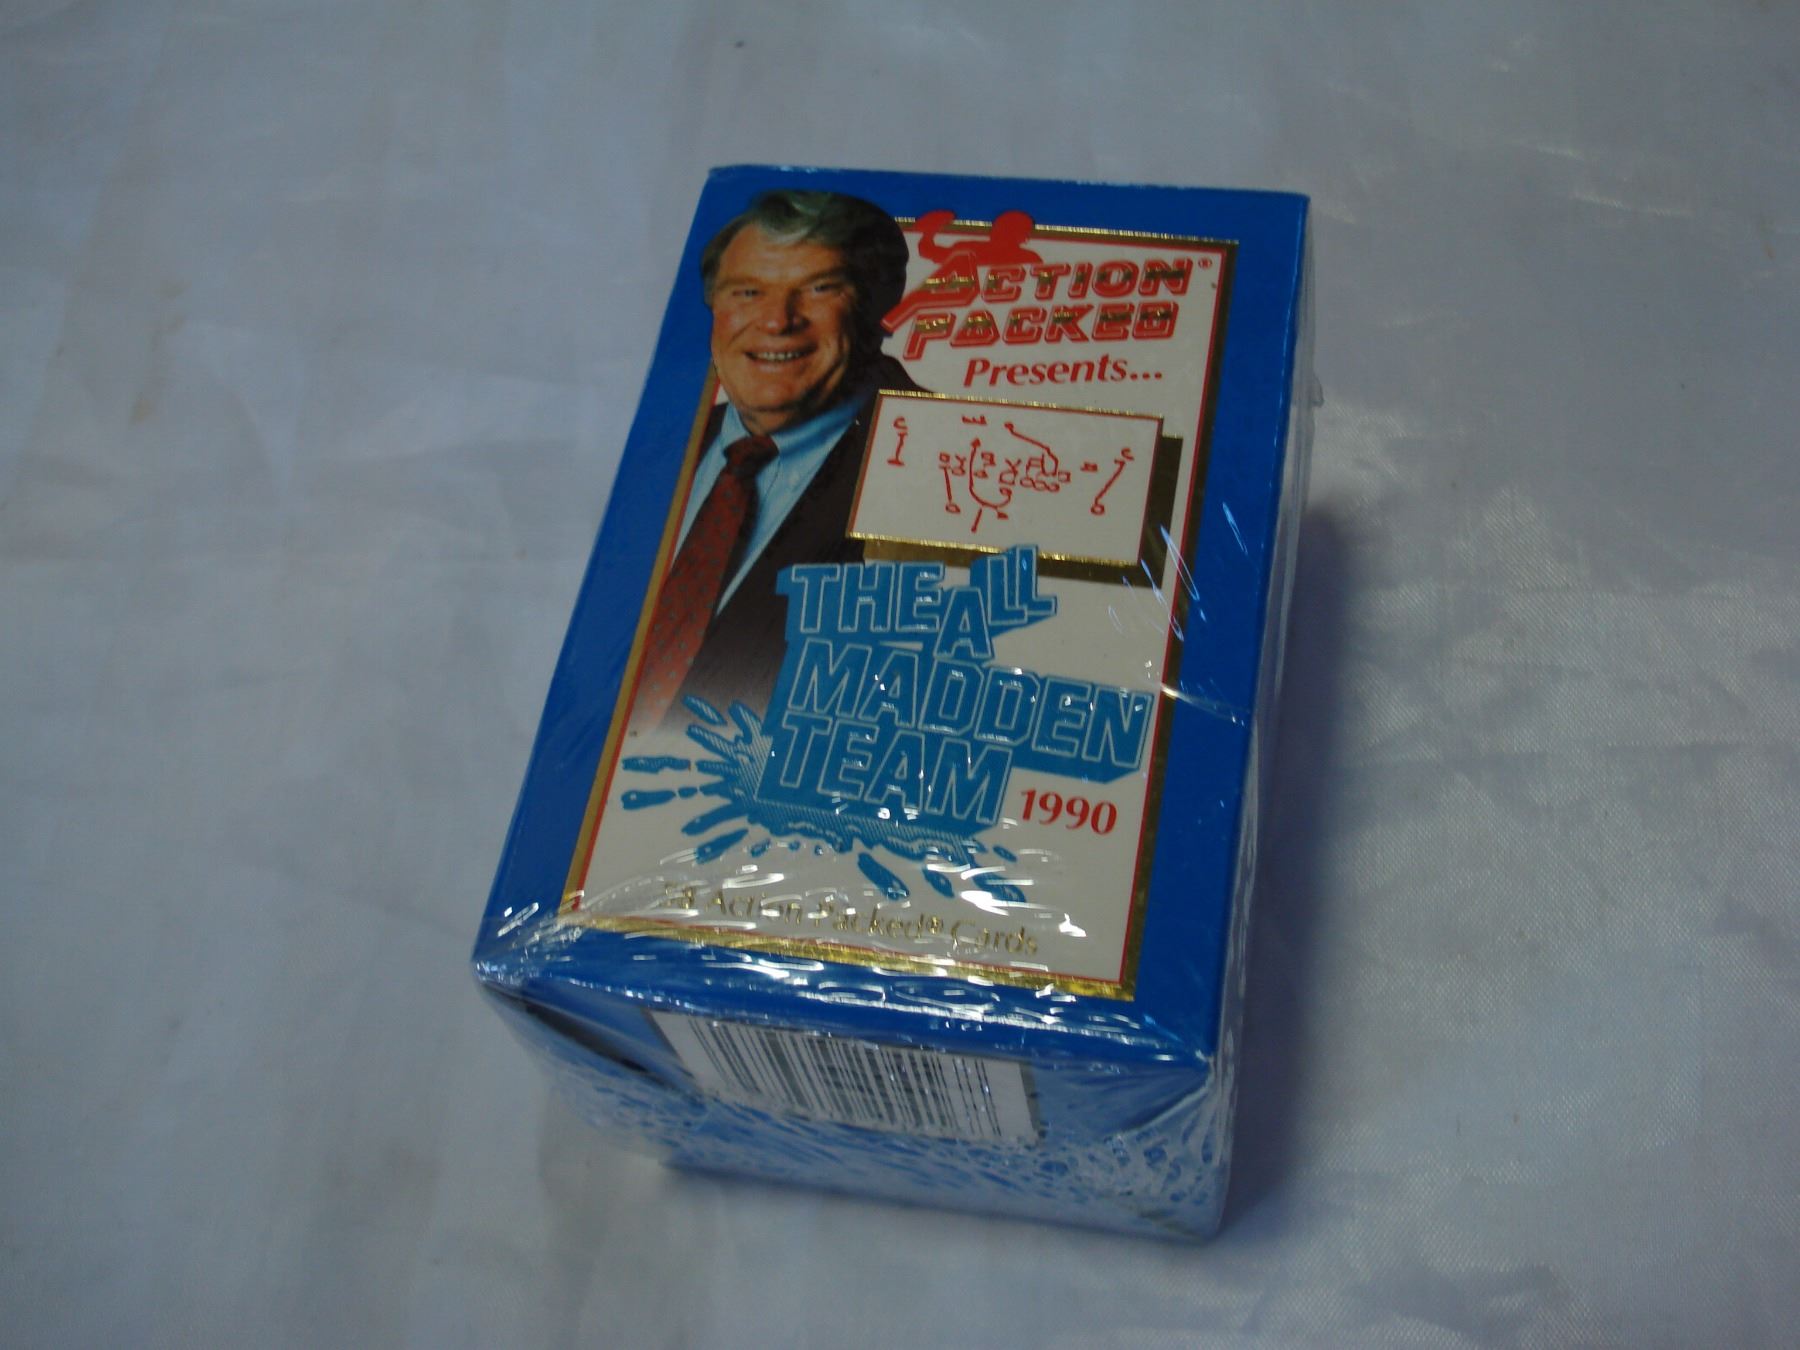 ACTION®
PACKED
Presents...
THE ALL
MADDEN
TEAM
1990
Action Packed® Cards